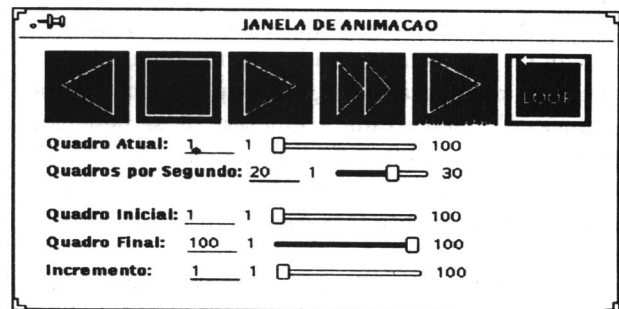 JANELA DE ANIMACAO
LOOP
Quadro Atual: 1 1 100
Quadros por Segundo: 20 1 30
Quadro Inicial: 1 1 100
Quadro Final: 100 1 100
Incremento: 1 1 100